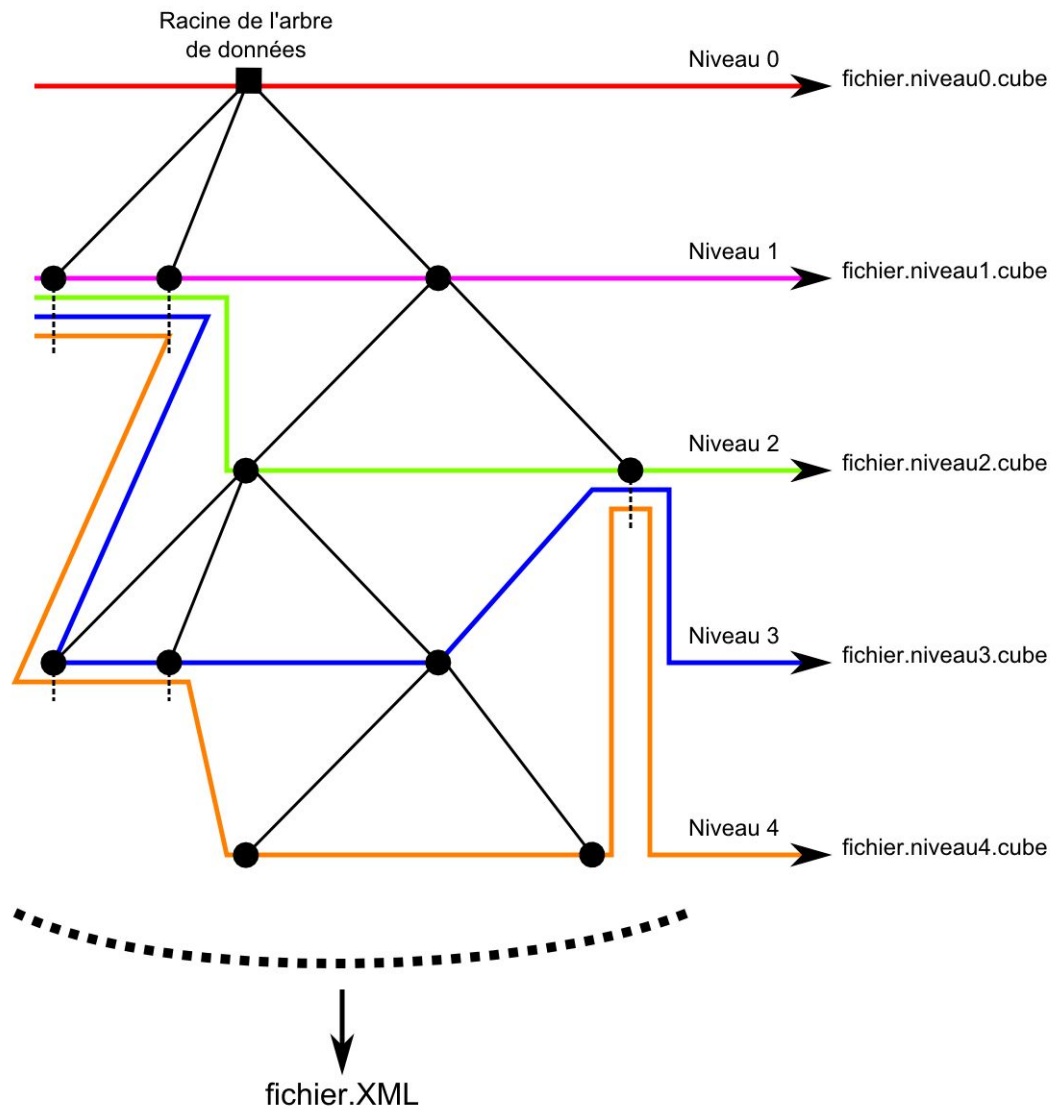 Racine de l'arbre
de données
Niveau 0
fichier.niveau0.cube
Niveau 1
fichier.niveau1.cube
Niveau 2
fichier.niveau2.cube
Niveau 3
fichier.niveau3.cube
Niveau 4
fichier.niveau4.cube
fichier.XML